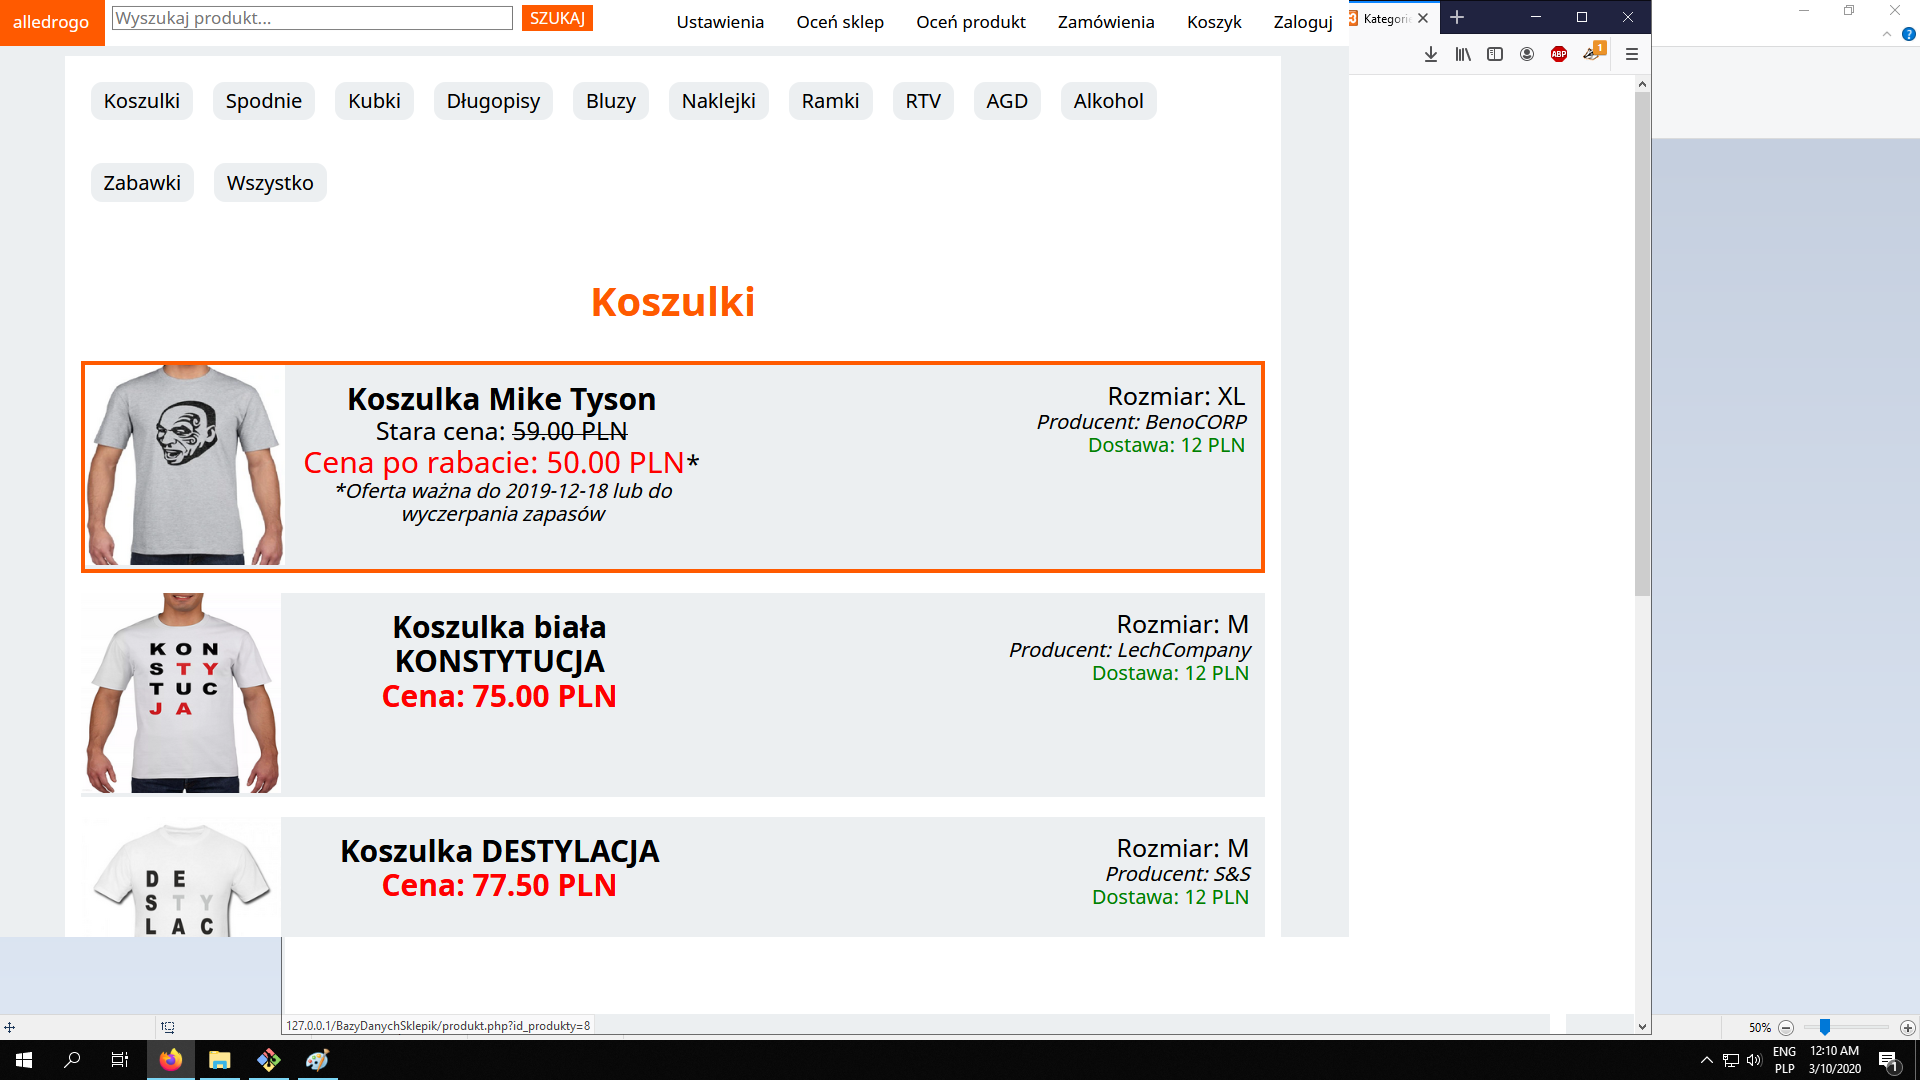 alledrogo
Wyszukaj produkt...
SZUKAJ
Ustawienia
Oceń sklep
Oceń produkt
Zamówienia
Koszyk
Zaloguj
Kategori
ABP
1
?
Koszulki
Spodnie
Kubki
Długopisy
Bluzy
Naklejki
Ramki
RTV
AGD
Alkohol
Zabawki
Wszystko
Koszulki
Koszulka Mike Tyson
Stara cena: 59.00 PLN
Cena po rabacie: 50.00 PLN*
*Oferta ważna do 2019-12-18 lub do
wyczerpania zapasów
Rozmiar: XL
Producent: BenoCORP
Dostawa: 12 PLN
K O N
S T Y
T U C
J A
Koszulka biała
KONSTYTUCJA
Cena: 75.00 PLN
Rozmiar: M
Producent: LechCompany
Dostawa: 12 PLN
D E
S T Y
L A C
Koszulka DESTYLACJA
Cena: 77.50 PLN
Rozmiar: M
Producent: S&S
Dostawa: 12 PLN
127.0.0.1/BazyDanychSklepik/produkt.php?id_produkty=8
50%
ENG
PLP
12:10 AM
3/10/2020
1